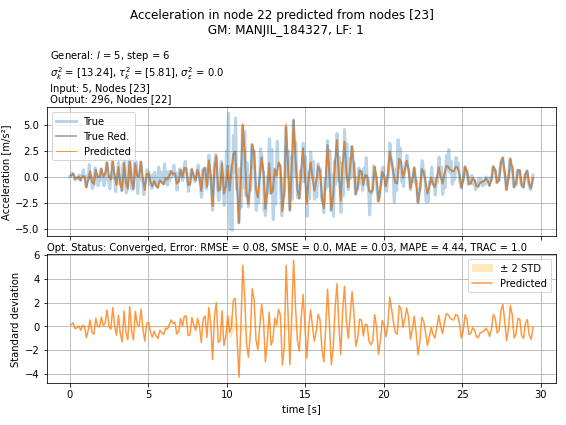 Acceleration in node 22 predicted from nodes [23]
GM: MANJIL_184327, LF: 1
General: l = 5, step = 6
σ²ₖ = [13.24], τ²ₖ = [5.81], σ²ε = 0.0
Input: 5, Nodes [23]
Output: 296, Nodes [22]
Acceleration [m/s²]
5.0
2.5
0.0
−2.5
−5.0
True
True Red.
Predicted
Opt. Status: Converged, Error: RMSE = 0.08, SMSE = 0.0, MAE = 0.03, MAPE = 4.44, TRAC = 1.0
Standard deviation
6
4
2
0
−2
−4
± 2 STD
Predicted
0 5 10 15 20 25 30
time [s]